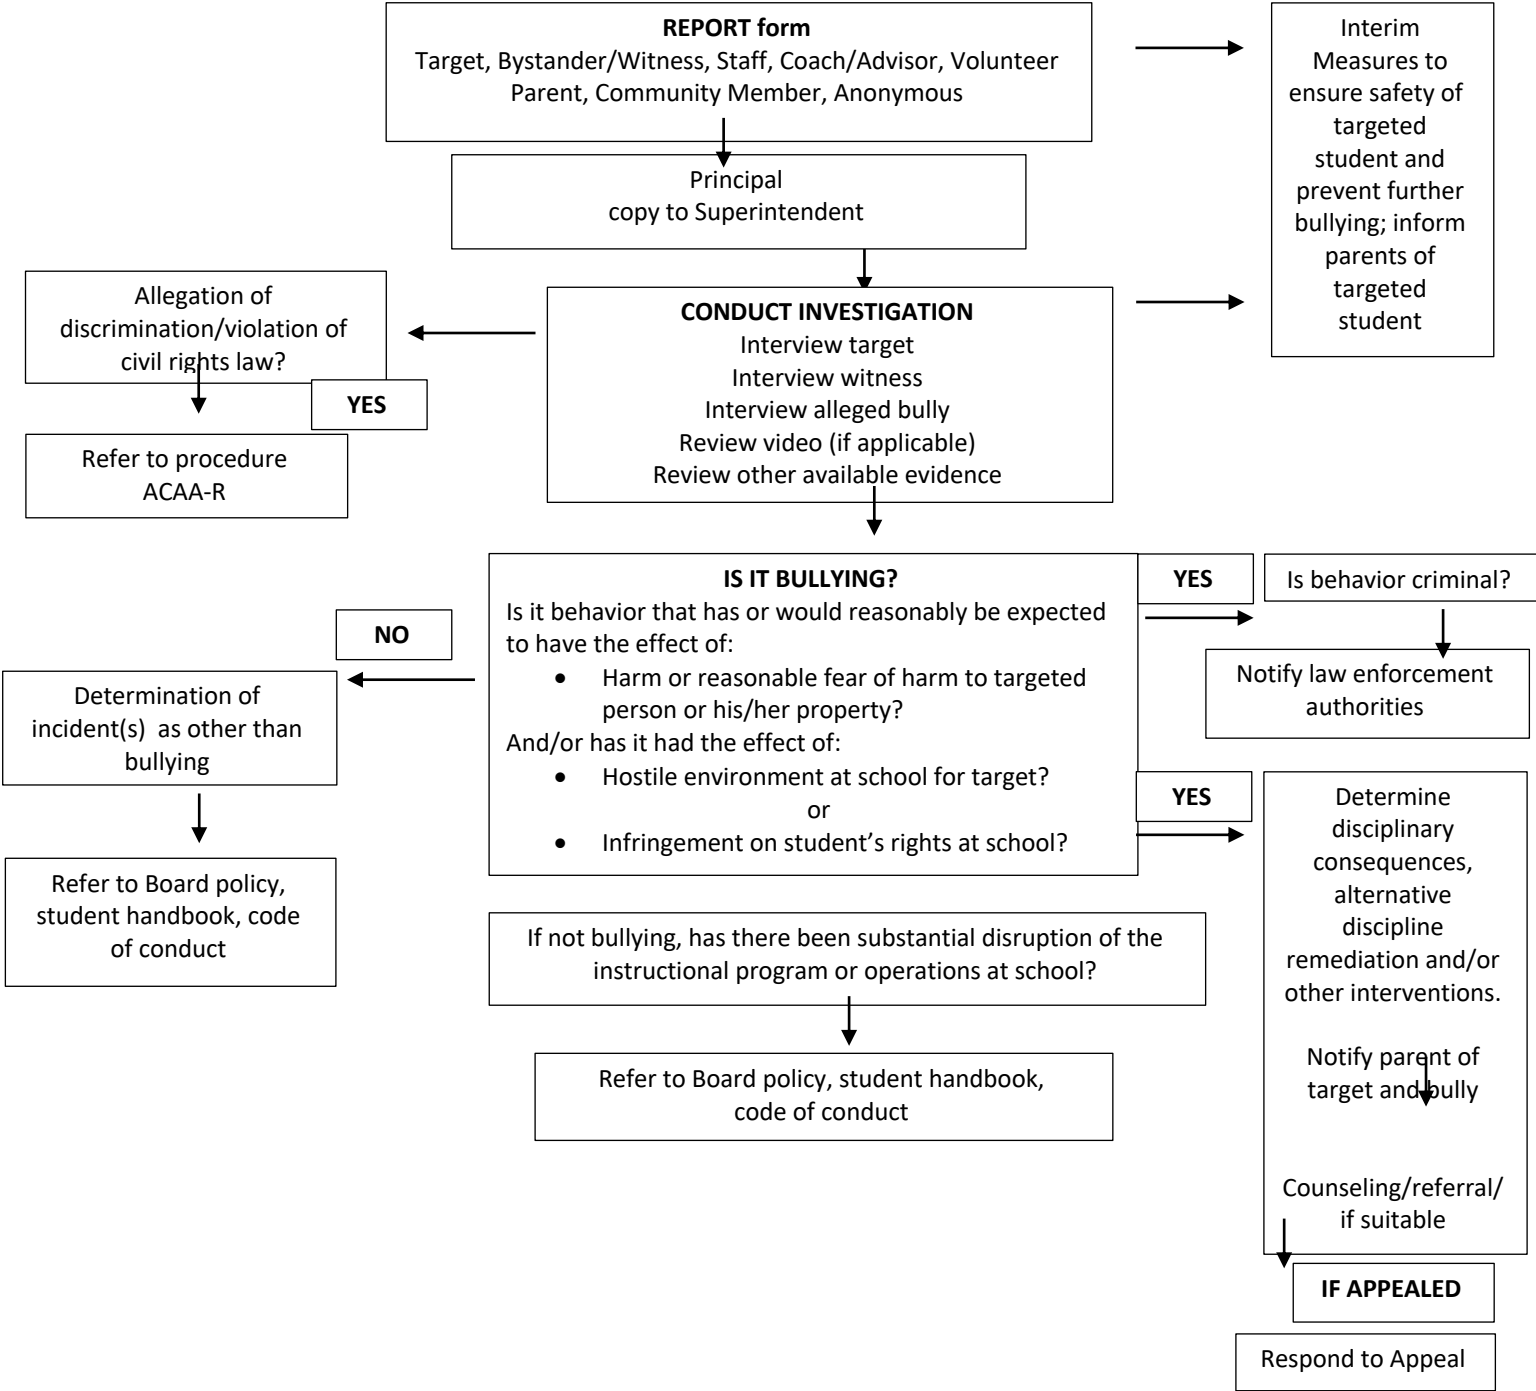 REPORT form
Target, Bystander/Witness, Staff, Coach/Advisor, Volunteer
Parent, Community Member, Anonymous
Interim
Measures to
ensure safety of
targeted
student and
prevent further
bullying; inform
parents of
targeted
student
Principal
copy to Superintendent
Allegation of
discrimination/violation of
civil rights law?
YES
Refer to procedure
ACAA-R
CONDUCT INVESTIGATION
Interview target
Interview witness
Interview alleged bully
Review video (if applicable)
Review other available evidence
IS IT BULLYING?
Is it behavior that has or would reasonably be expected
to have the effect of:
• Harm or reasonable fear of harm to targeted
person or his/her property?
And/or has it had the effect of:
• Hostile environment at school for target?
or
• Infringement on student’s rights at school?
YES
Is behavior criminal?
Notify law enforcement
authorities
NO
Determination of
incident(s) as other than
bullying
Refer to Board policy,
student handbook, code
of conduct
YES
Determine
disciplinary
consequences,
alternative
discipline
remediation and/or
other interventions.
Notify parent of
target and bully
Counseling/referral/
if suitable
If not bullying, has there been substantial disruption of the
instructional program or operations at school?
Refer to Board policy, student handbook,
code of conduct
IF APPEALED
Respond to Appeal